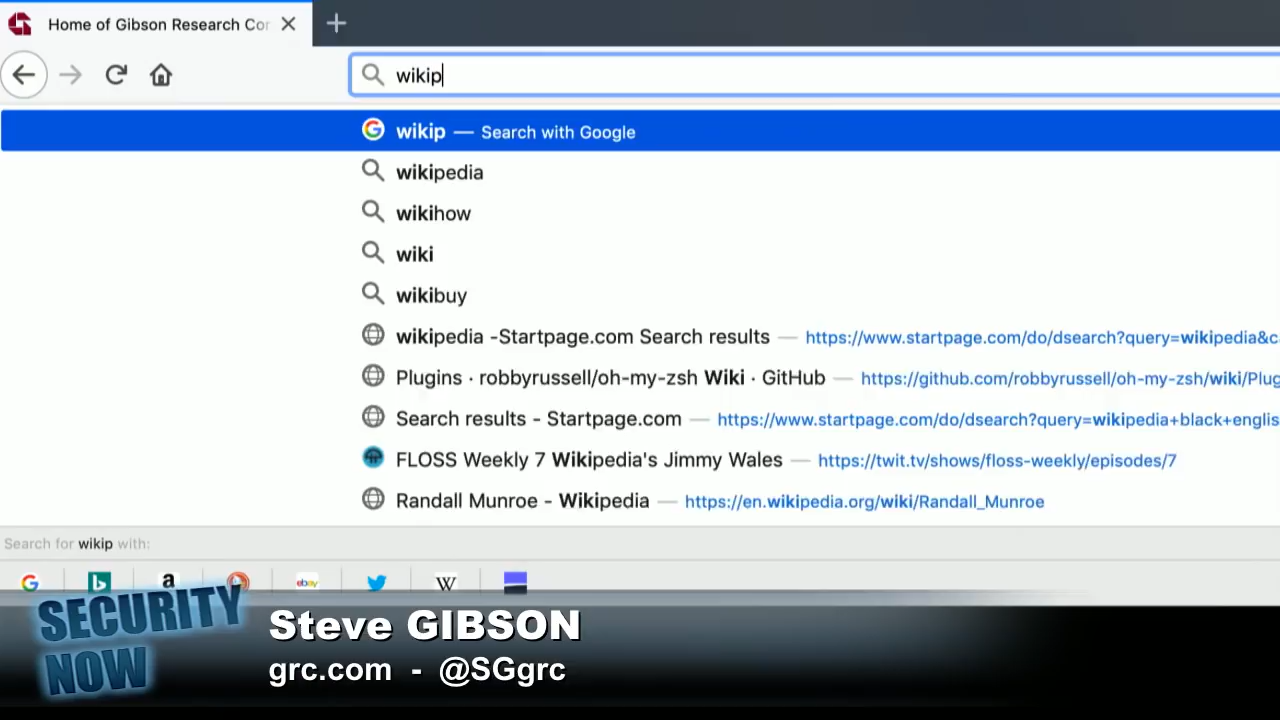 Home of Gibson Research Cor
wikip
wikip — Search with Google
wikipedia
wikihow
wiki
wikibuy
wikipedia -Startpage.com Search results — https://www.startpage.com/do/dsearch?query=wikipedia&c
Plugins · robbyrussell/oh-my-zsh Wiki · GitHub — https://github.com/robbyrussell/oh-my-zsh/wiki/Plug
Search results - Startpage.com — https://www.startpage.com/do/dsearch?query=wikipedia+black+englis
FLOSS Weekly 7 Wikipedia's Jimmy Wales — https://twit.tv/shows/floss-weekly/episodes/7
Randall Munroe - Wikipedia — https://en.wikipedia.org/wiki/Randall_Munroe
Search for wikip with:
G b a ebay W
SECURITY NOW
Steve GIBSON
grc.com - @SGgrc